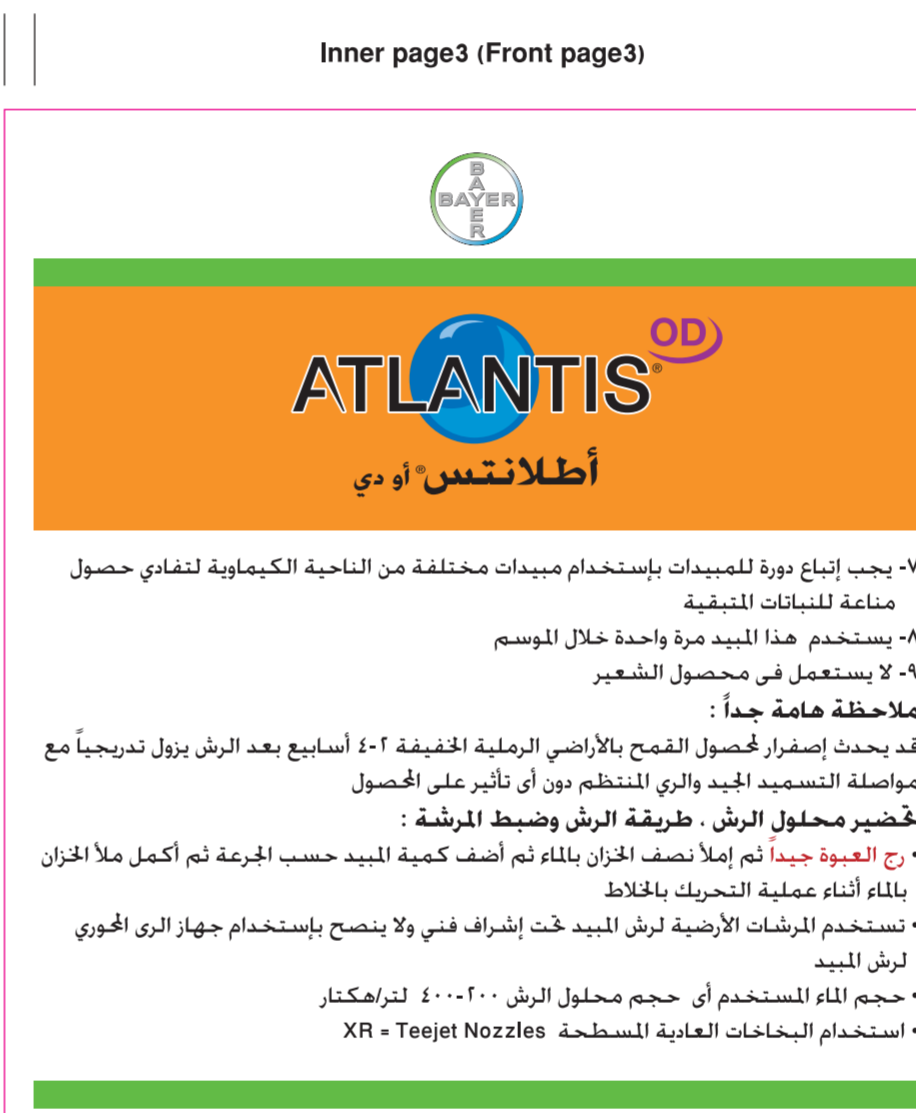 Inner page3 (Front page3)
BAYER
BAYER
ATLANTIS® OD
أطلانتس® أو دي
٧- يجب إتباع دورة للمبيدات بإستخدام مبيدات مختلفة من الناحية الكيماوية لتفادي حصول
مناعة للنباتات المتبقية
٨- يستخدم هذا المبيد مرة واحدة خلال الموسم
٩- لا يستعمل فى محصول الشعير
ملاحظة هامة جداً :
قد يحدث إصفرار لمحصول القمح بالأراضي الرملية الخفيفة ٢-٤ أسابيع بعد الرش يزول تدريجياً مع
مواصلة التسميد الجيد والري المنتظم دون أى تأثير على المحصول
تحضير محلول الرش ، طريقة الرش وضبط المرشة :
• رج العبوة جيداً ثم إملأ نصف الخزان بالماء ثم أضف كمية المبيد حسب الجرعة ثم أكمل ملأ الخزان
بالماء أثناء عملية التحريك بالخلاط
• تستخدم المرشات الأرضية لرش المبيد تحت إشراف فني ولا ينصح بإستخدام جهاز الرى المحوري
لرش المبيد
• حجم الماء المستخدم أى حجم محلول الرش ٢٠٠-٤٠٠ لتر/هكتار
• استخدام البخاخات العادية المسطحة XR = Teejet Nozzles